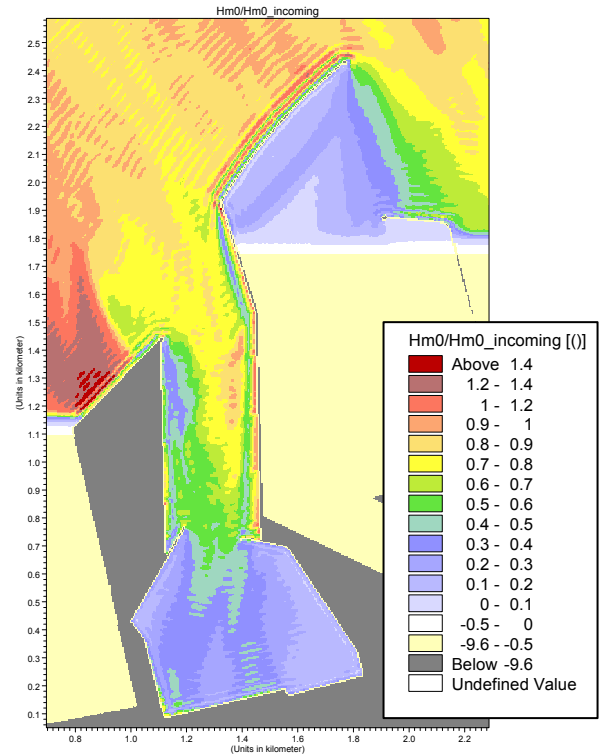 Hm0/Hm0_incoming
2.5
2.4
2.3
2.2
2.1
2.0
1.9
1.8
1.7
1.6
1.5
1.4
1.3
1.2
1.1
1.0
0.9
0.8
0.7
0.6
0.5
0.4
0.3
0.2
0.1
(Units in kilometer)
0.8 1.0 1.2 1.4 1.6 1.8 2.0 2.2
(Units in kilometer)
Hm0/Hm0_incoming [()]
Above 1.4
1.2 - 1.4
1 - 1.2
0.9 - 1
0.8 - 0.9
0.7 - 0.8
0.6 - 0.7
0.5 - 0.6
0.4 - 0.5
0.3 - 0.4
0.2 - 0.3
0.1 - 0.2
0 - 0.1
-0.5 - 0
-9.6 - -0.5
Below -9.6
Undefined Value